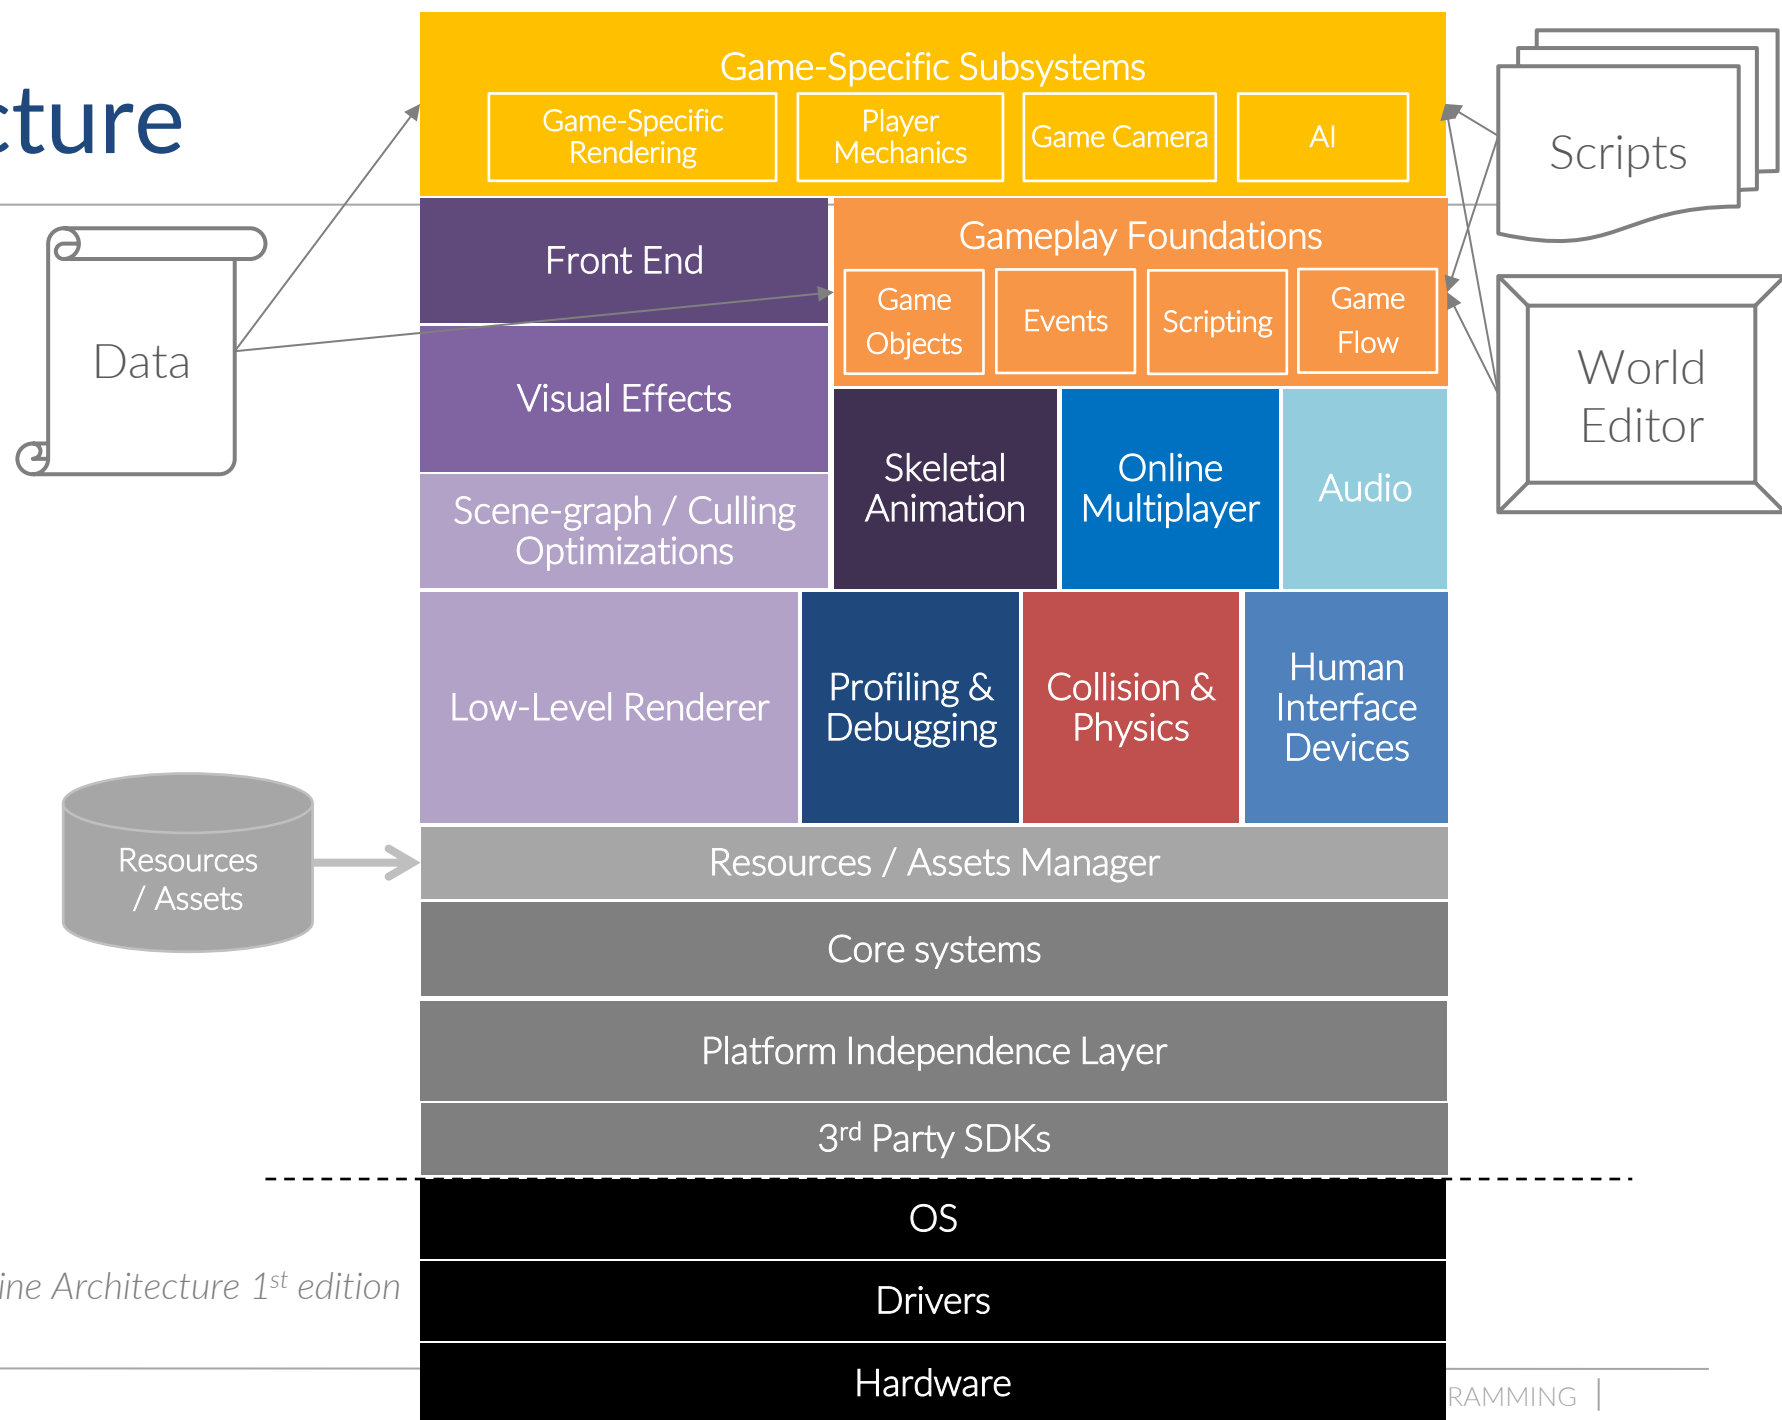 cture
Game-Specific Subsystems
Game-Specific
Rendering
Player
Mechanics
Game Camera
AI
Scripts
Data
Front End
Gameplay Foundations
Game
Objects
Events
Scripting
Game
Flow
World
Editor
Visual Effects
Scene-graph / Culling
Optimizations
Skeletal
Animation
Online
Multiplayer
Audio
Low-Level Renderer
Profiling &
Debugging
Collision &
Physics
Human
Interface
Devices
Resources
/ Assets
Resources / Assets Manager
Core systems
Platform Independence Layer
3rd Party SDKs
OS
Drivers
Hardware
ine Architecture 1st edition
RAMMING